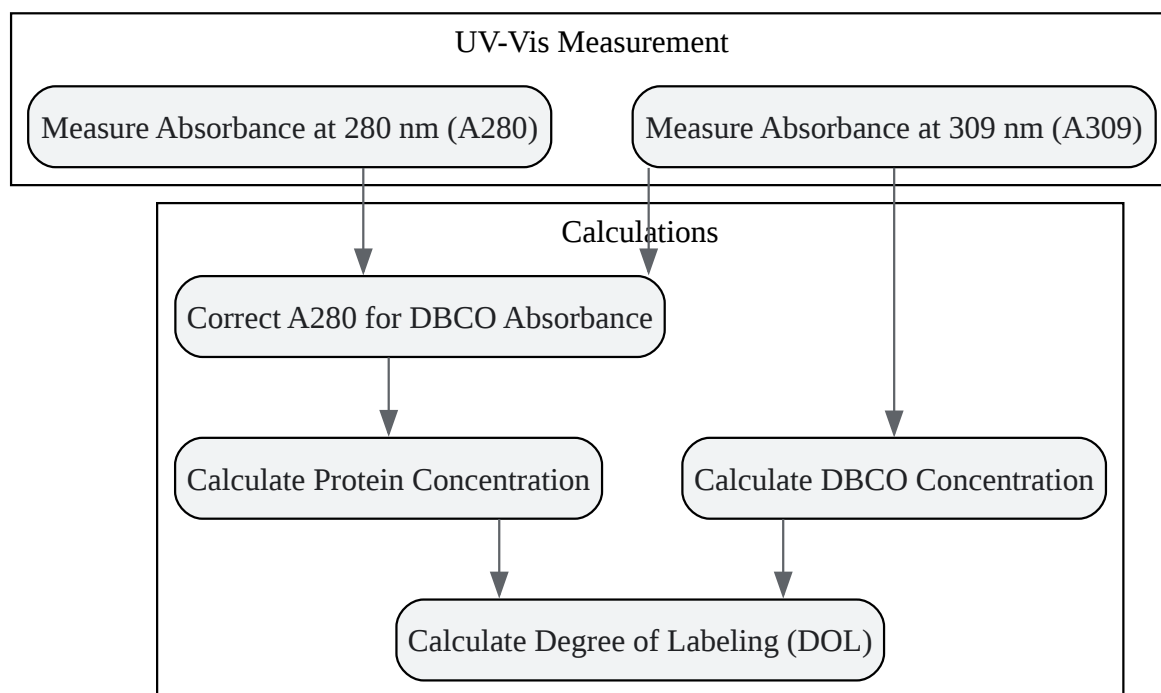 UV-Vis Measurement
Measure Absorbance at 280 nm (A280)
Measure Absorbance at 309 nm (A309)
Calculations
Correct A280 for DBCO Absorbance
Calculate Protein Concentration
Calculate DBCO Concentration
Calculate Degree of Labeling (DOL)